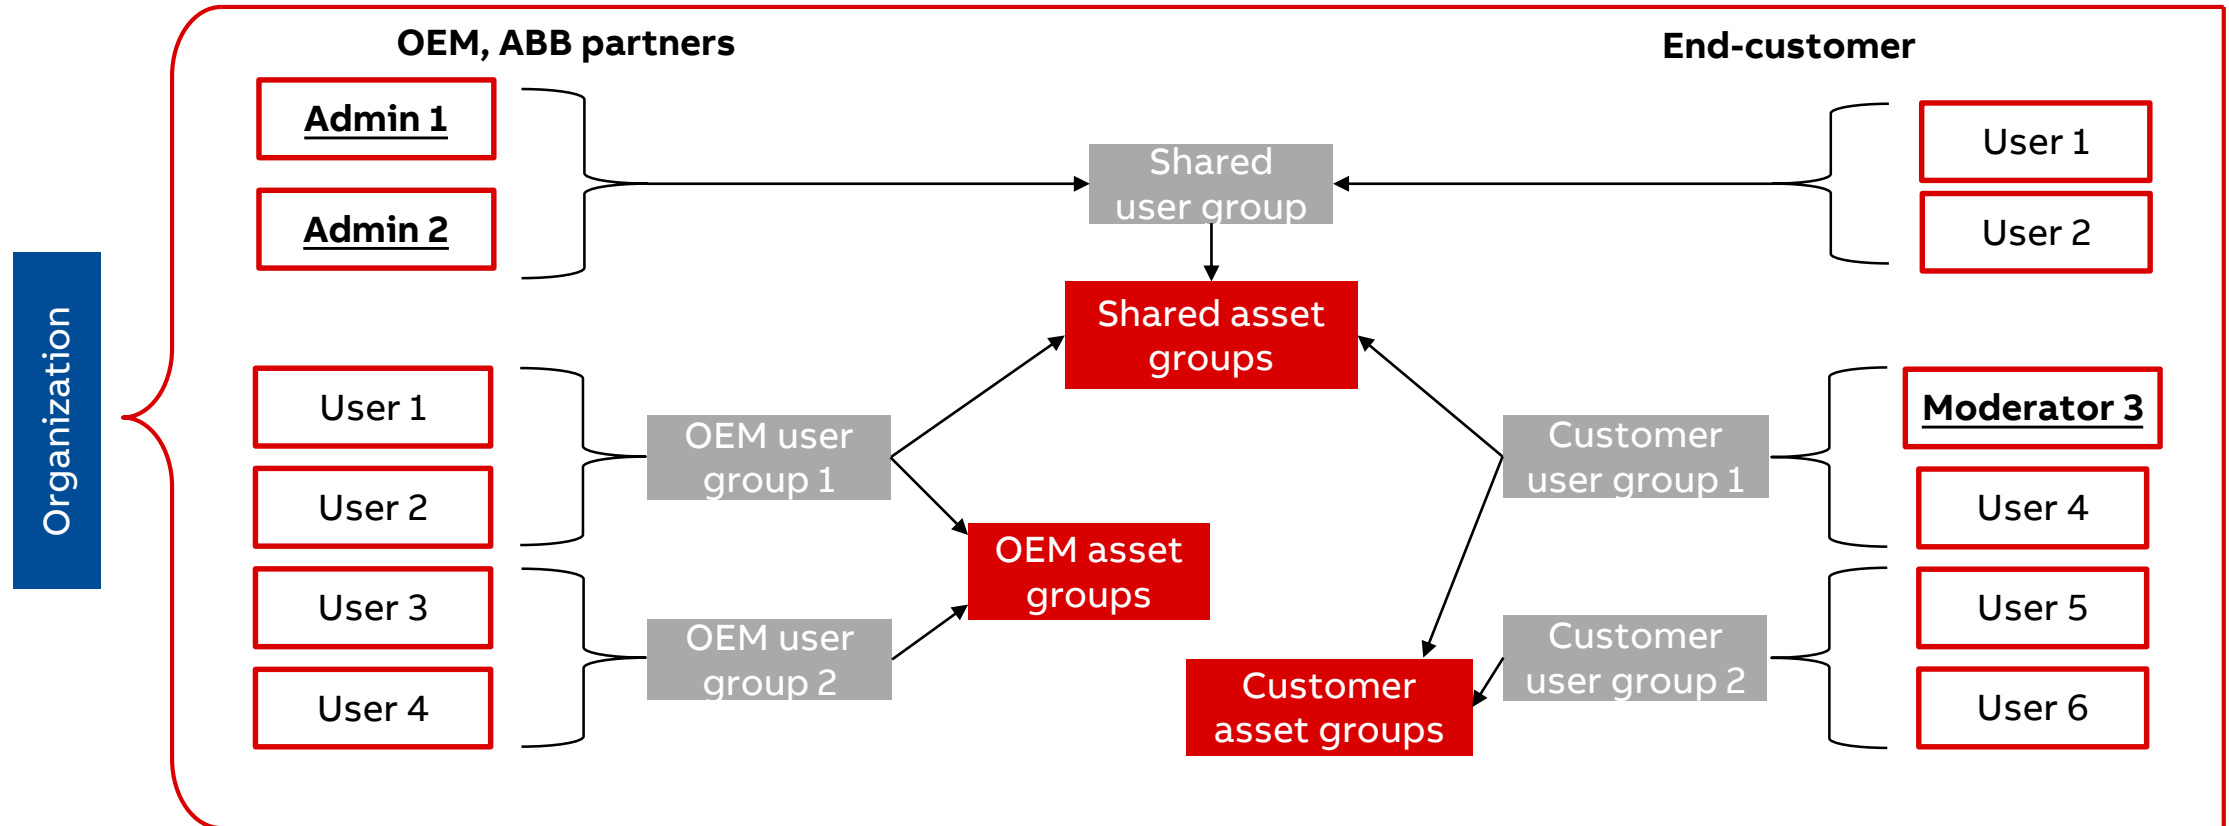 OEM, ABB partners
End-customer
Organization
Admin 1
Admin 2
Shared
user group
User 1
User 2
Shared asset
groups
User 1
User 2
User 3
User 4
OEM user
group 1
OEM user
group 2
OEM asset
groups
Customer
asset groups
Customer
user group 1
Customer
user group 2
Moderator 3
User 4
User 5
User 6